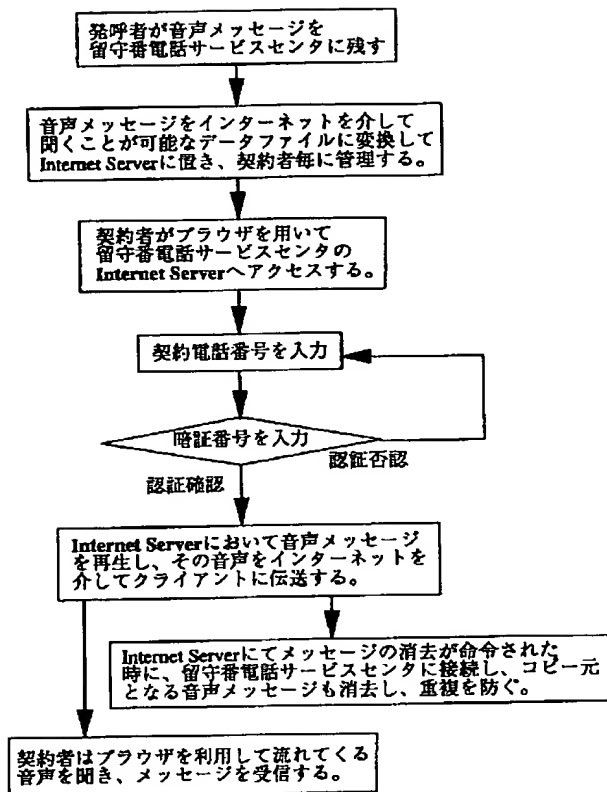 発呼者が音声メッセージを
留守番電話サービスセンタに残す
音声メッセージをインターネットを介して
聞くことが可能なデータファイルに変換して
Internet Serverに置き、契約者毎に管理する。
契約者がブラウザを用いて
留守番電話サービスセンタの
Internet Serverへアクセスする。
契約電話番号を入力
暗証番号を入力
認証否認
認証確認
Internet Serverにおいて音声メッセージ
を再生し、その音声をインターネットを
介してクライアントに伝送する。
Internet Serverにてメッセージの消去が命令された
時に、留守番電話サービスセンタに接続し、コピー元
となる音声メッセージも消去し、重複を防ぐ。
契約者はブラウザを利用して流れてくる
音声を聞き、メッセージを受信する。